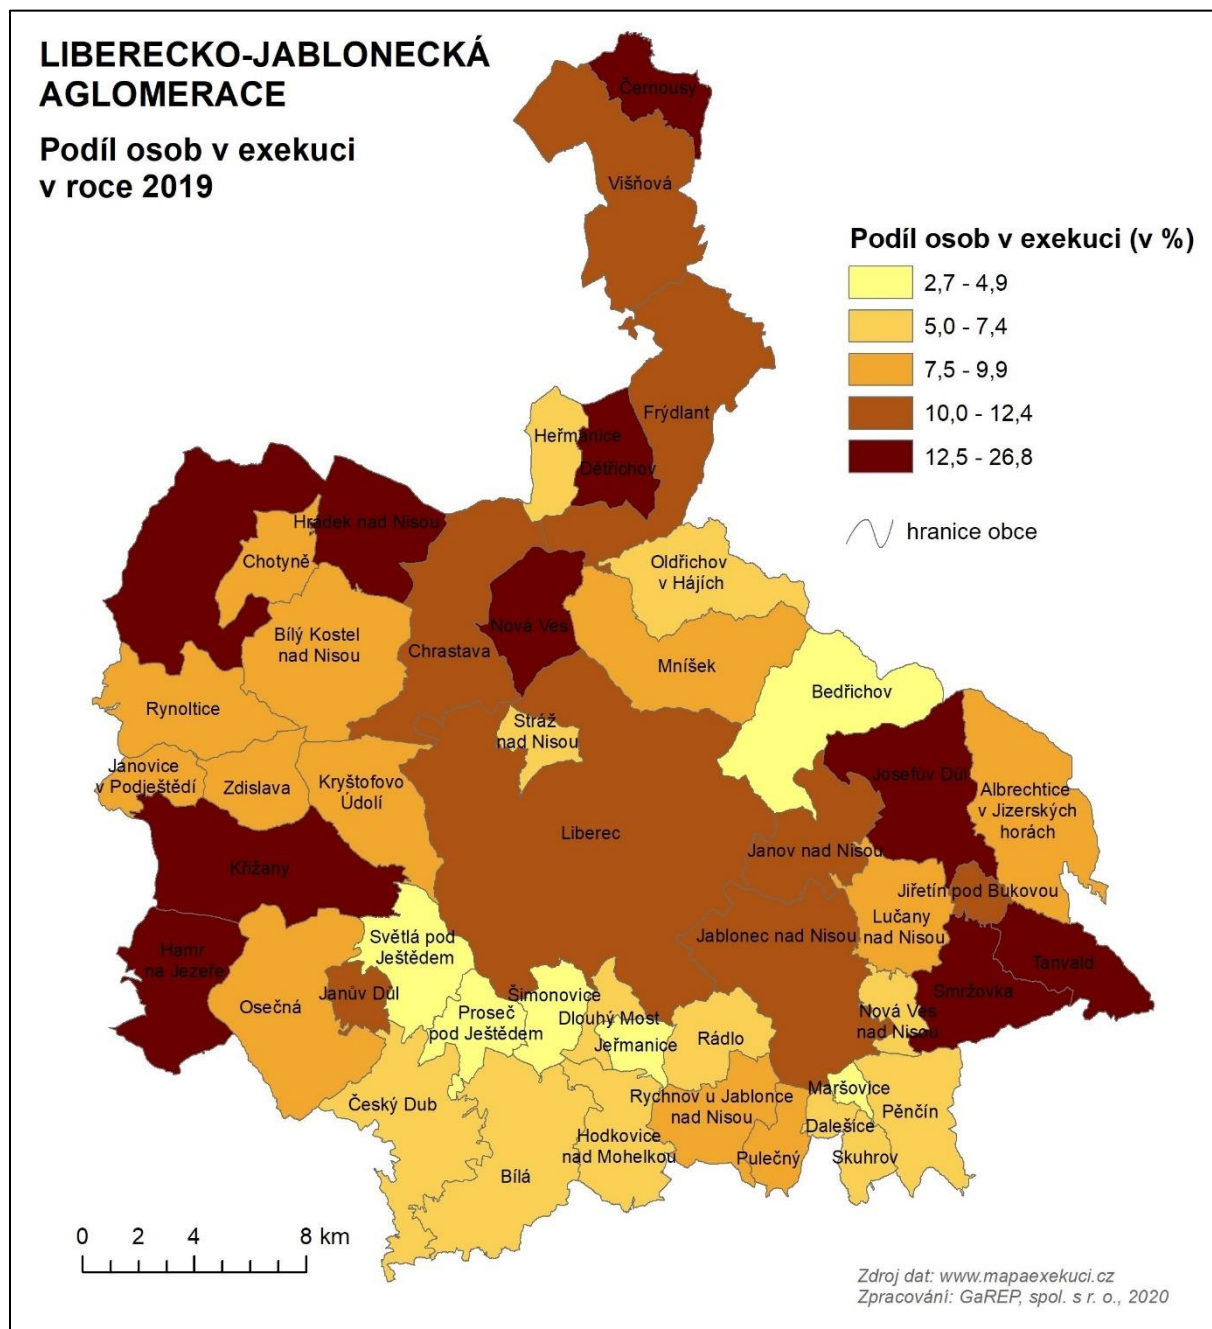 LIBERECKO-JABLONECKÁ
AGLOMERACE
Podíl osob v exekuci
v roce 2019
Černousy
Višňová
Podíl osob v exekuci (v %)
2,7 - 4,9
5,0 - 7,4
7,5 - 9,9
10,0 - 12,4
12,5 - 26,8
hranice obce
Frýdlant
Heřmanice
Dětřichov
Hrádek nad Nisou
Chotyně
Oldřichov
v Hájích
Nová Ves
Bílý Kostel
nad Nisou
Chrastava
Mníšek
Bedřichov
Rynoltice
Stráž
nad Nisou
Janovice
v Podještědí
Zdislava
Kryštofovo
Údolí
Josefův Důl
Albrechtice
v Jizerských
horách
Liberec
Janov nad Nisou
Křižany
Jiřetín pod Bukovou
Lučany
nad Nisou
Jablonec nad Nisou
Světlá pod
Ještědem
Hamr
na Jezeře
Tanvald
Smržovka
Osečná
Janův Důl
Šimonovice
Proseč
pod Ještědem
Dlouhý Most
Jeřmanice
Rádlo
Nová Ves
nad Nisou
Maršovice
Pěnčín
Rychnov u Jablonce
nad Nisou
Český Dub
Dalešice
Hodkovice
nad Mohelkou
Pulečný
Skuhrov
Bílá
0 2 4 8 km
Zdroj dat: www.mapaexekuci.cz
Zpracování: GaREP, spol. s r. o., 2020